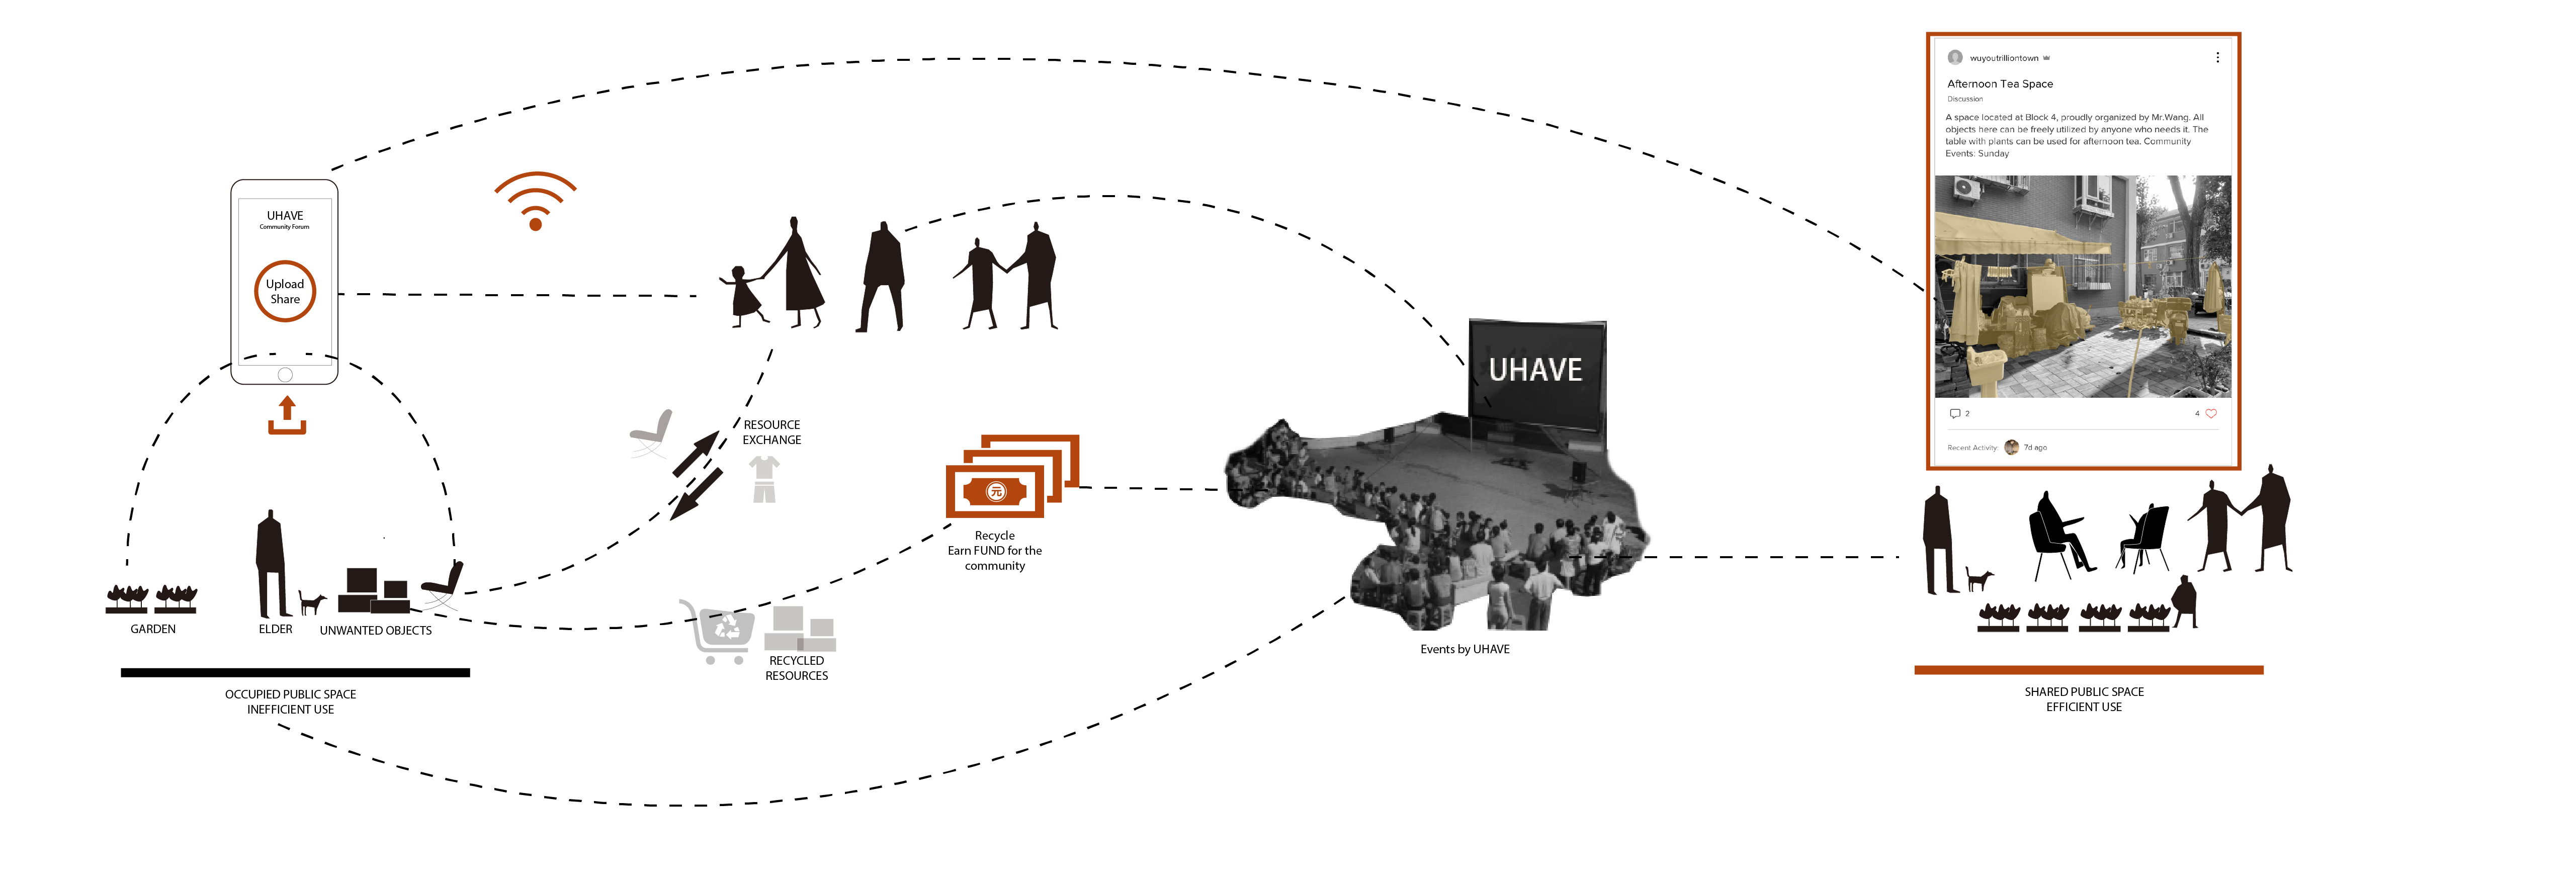 UHAVE
Community Forum
Upload
Share
GARDEN
ELDER
UNWANTED OBJECTS
OCCUPIED PUBLIC SPACE
INEFFICIENT USE
RESOURCE
EXCHANGE
RECYCLED
RESOURCES
元
Recycle
Earn FUND for the
community
UHAVE
Events by UHAVE
wuyoutrilliontown
Afternoon Tea Space
Discussion
A space located at Block 4, proudly organized by Mr.Wang. All
objects here can be freely utilized by anyone who needs it. The
table with plants can be used for afternoon tea. Community
Events: Sunday
2
4
Recent Activity:
7d ago
SHARED PUBLIC SPACE
EFFICIENT USE